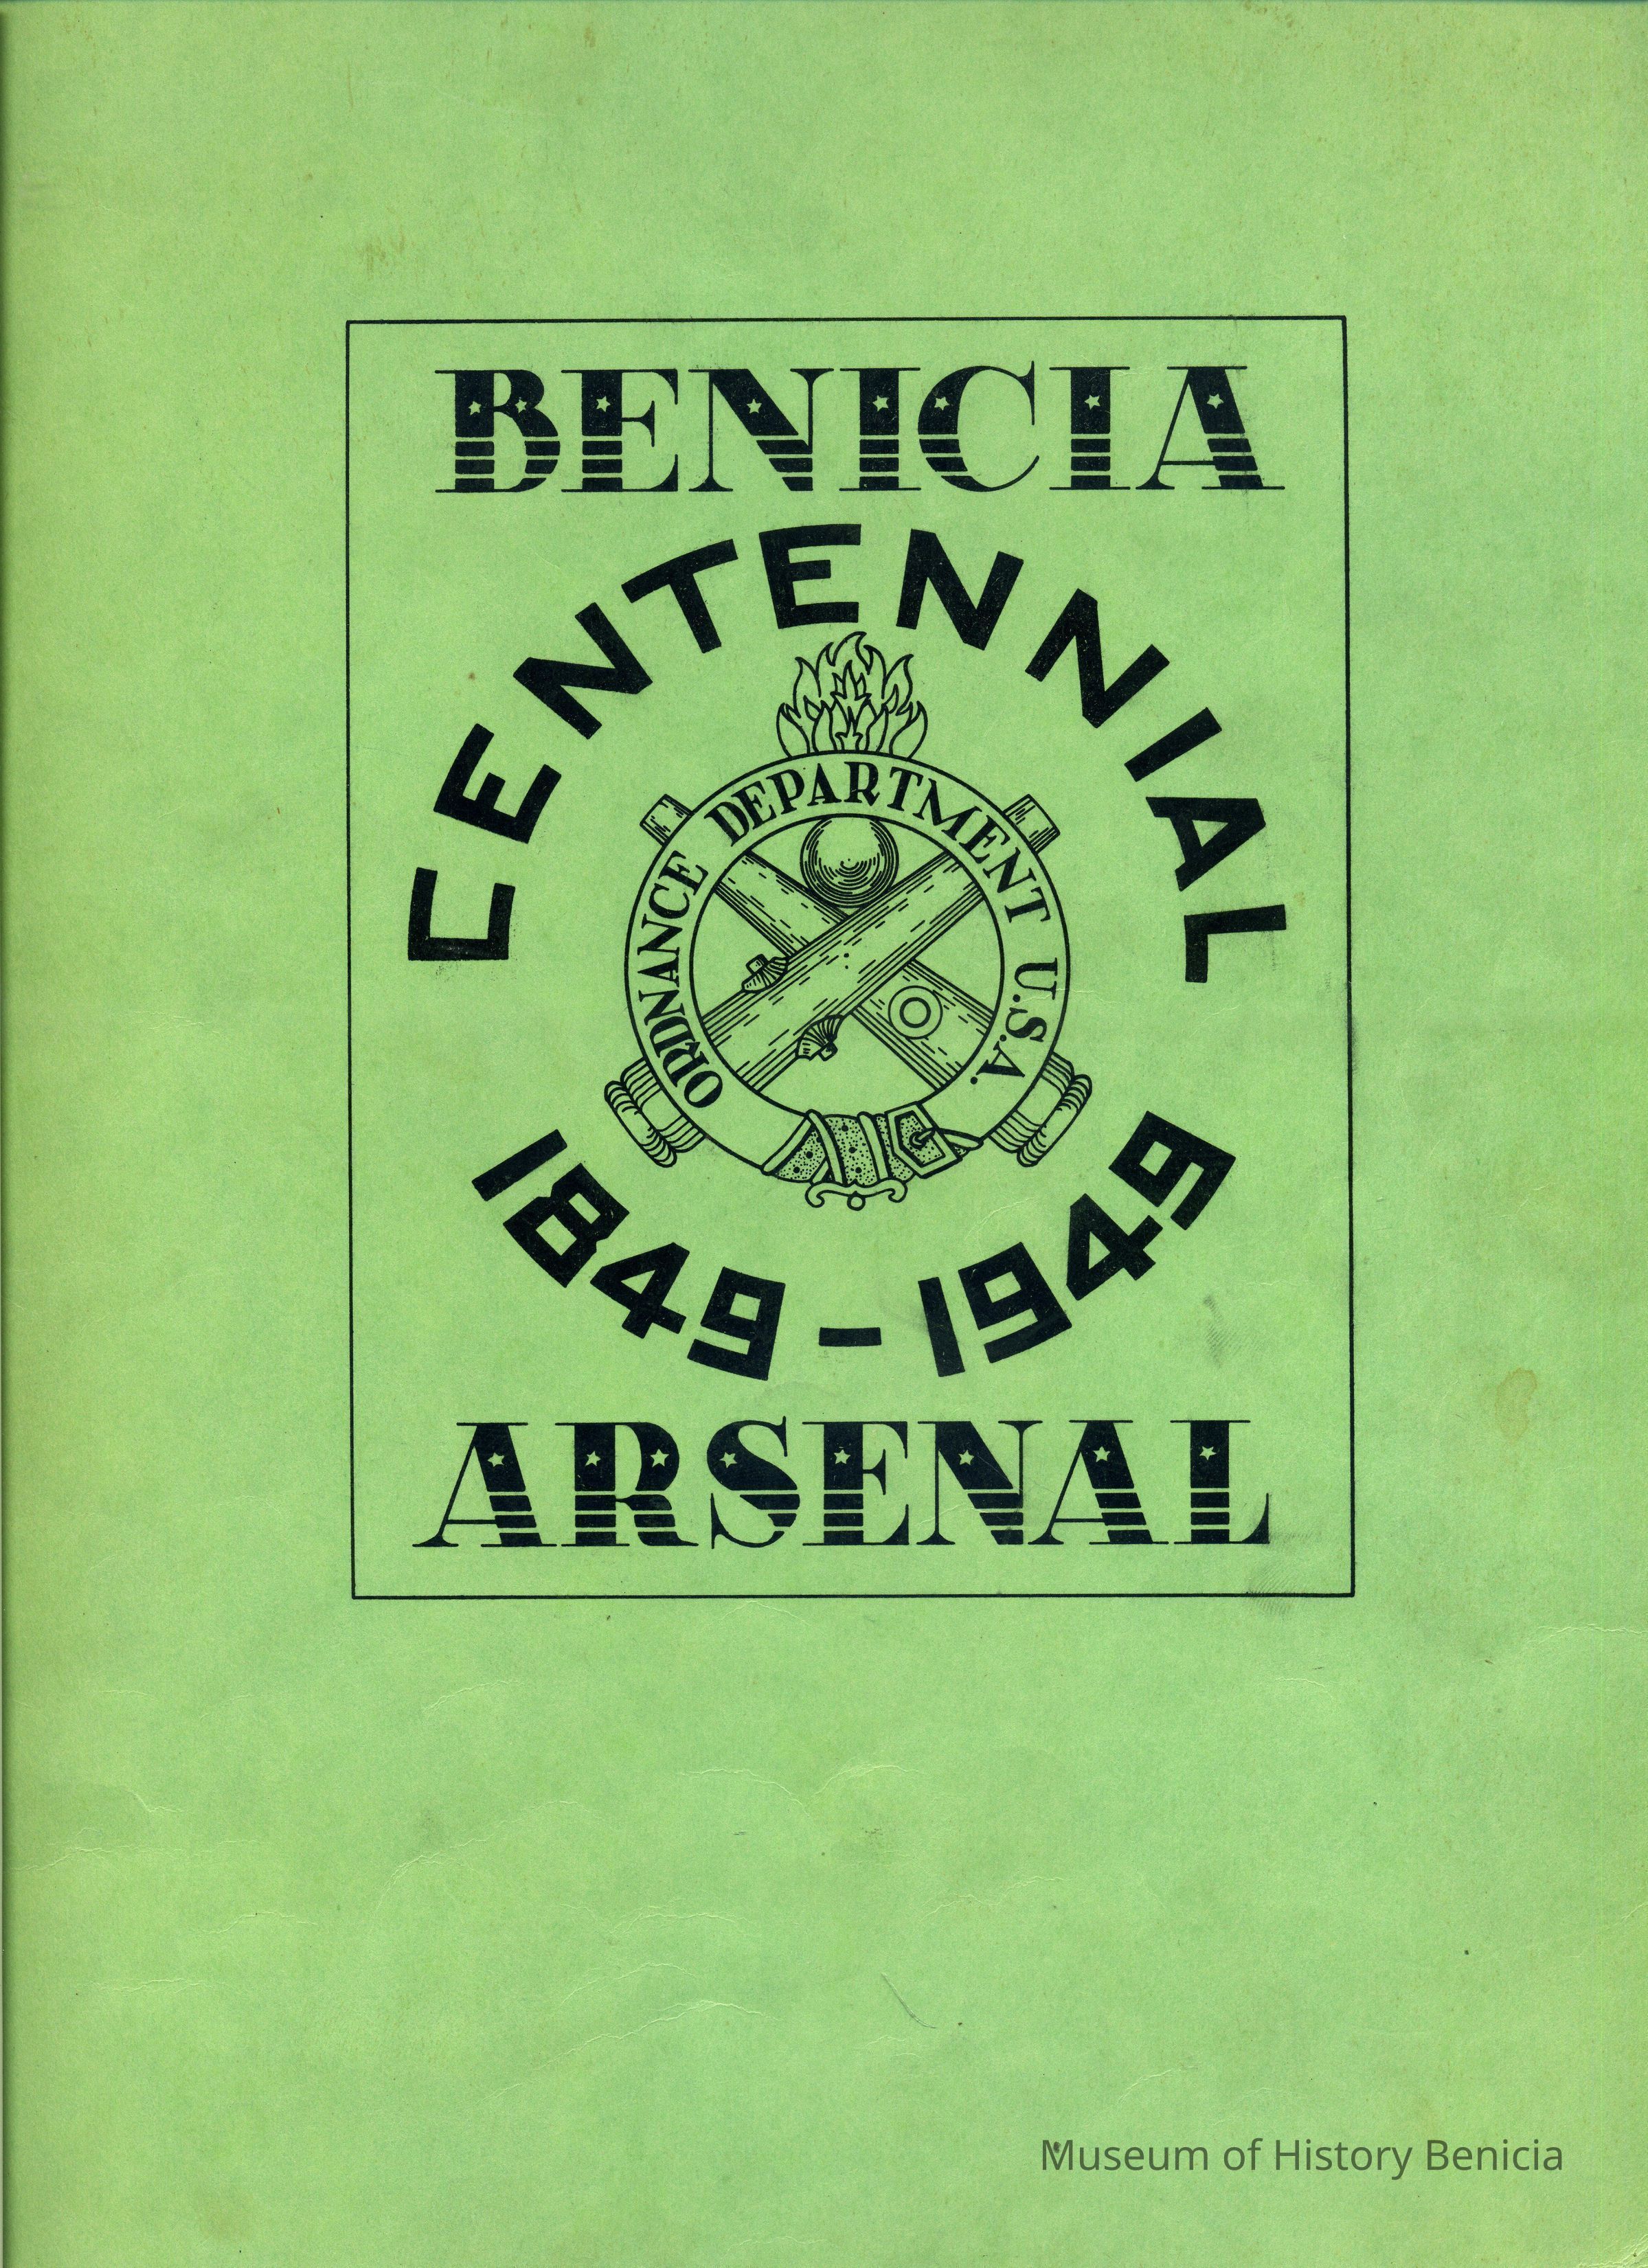 BENICIA
CENTENNIAL
ORDNANCE DEPARTMENT U.S.A.
1849-1949
ARSENAL
Museum of History Benicia